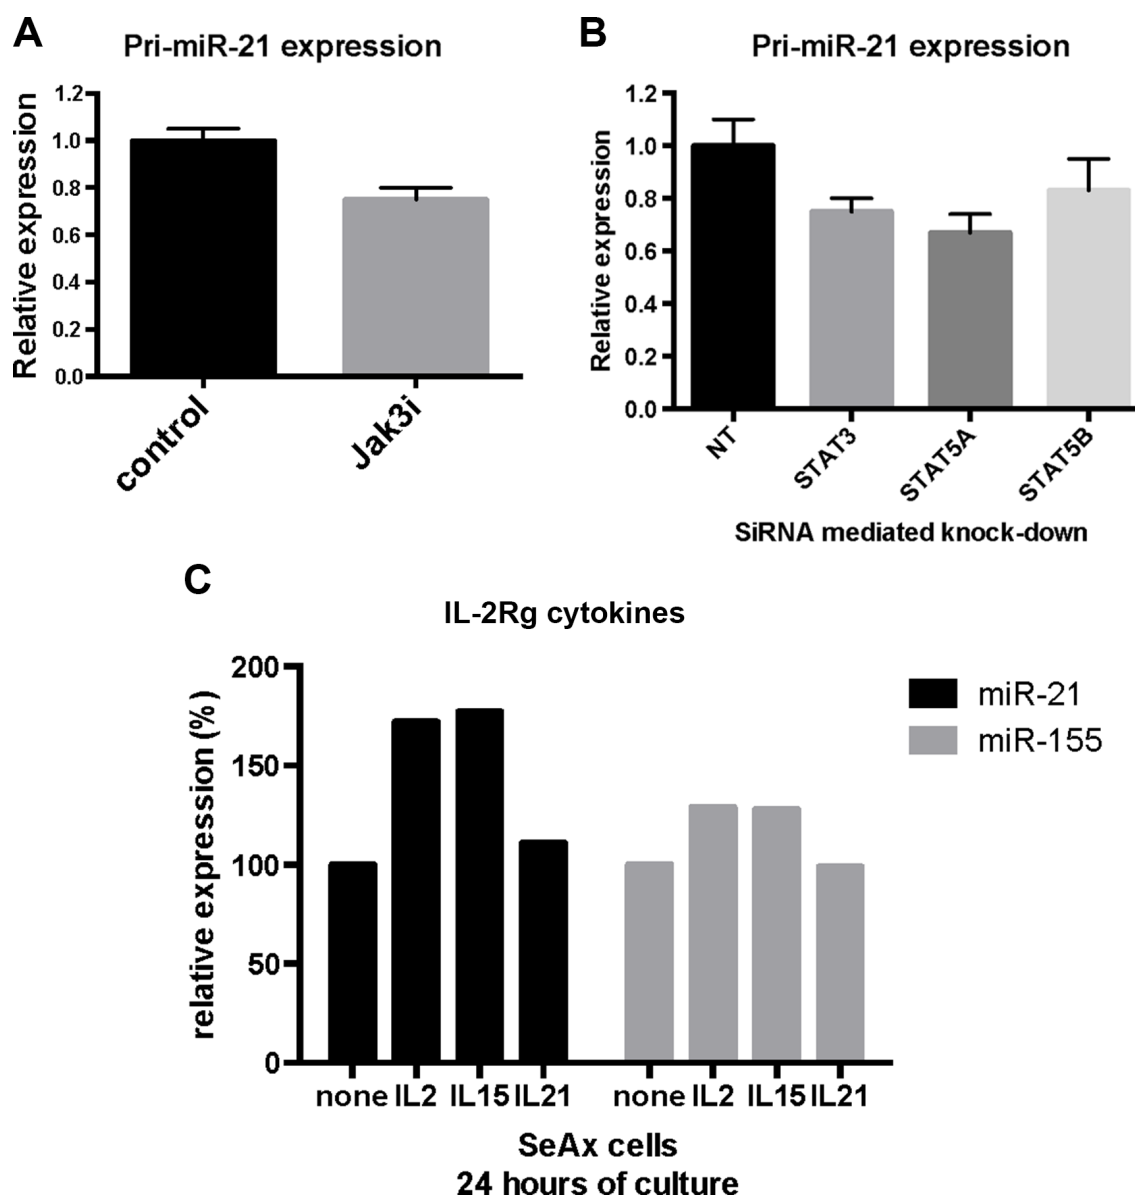 A
Pri-miR-21 expression
Relative expression
1.2
1.0
0.8
0.6
0.4
0.2
0.0
control
Jak3i
B
Pri-miR-21 expression
Relative expression
1.2
1.0
0.8
0.6
0.4
0.2
0.0
NT
STAT3
STAT5A
STAT5B
SiRNA mediated knock-down
C
IL-2Rg cytokines
relative expression (%)
200
150
100
50
0
miR-21
miR-155
none IL2 IL15 IL21 none IL2 IL15 IL21
SeAx cells
24 hours of culture